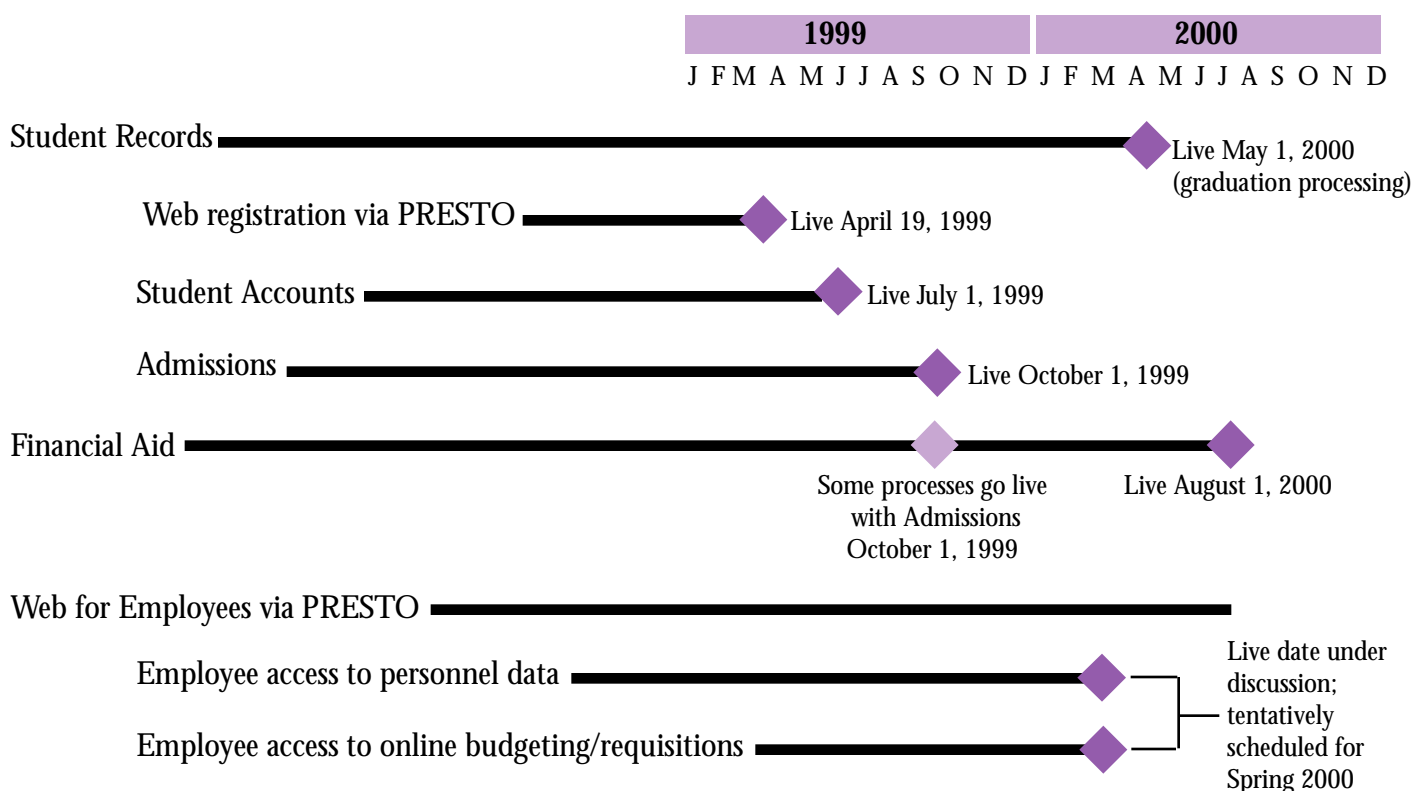 1999 2000
J F M A M J J A S O N D J F M A M J J A S O N D
Student Records
Live May 1, 2000
(graduation processing)
Web registration via PRESTO
Live April 19, 1999
Student Accounts
Live July 1, 1999
Admissions
Live October 1, 1999
Financial Aid
Some processes go live
with Admissions
October 1, 1999
Live August 1, 2000
Web for Employees via PRESTO
Employee access to personnel data
Employee access to online budgeting/requisitions
Live date under
discussion;
tentatively
scheduled for
Spring 2000